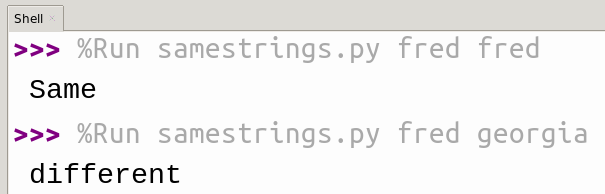 Shell
>>> %Run samestrings.py fred fred
Same
>>> %Run samestrings.py fred georgia
different